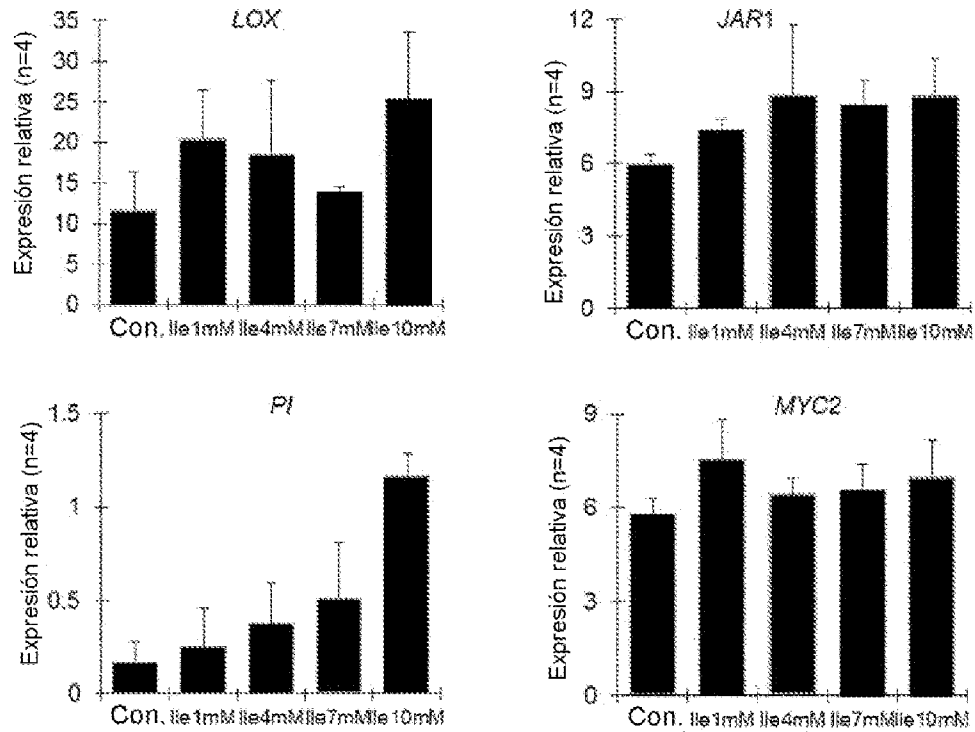 LOX
Expresión relativa (n=4)
35
30
25
20
15
10
5
0
Con. Ile1mM Ile4mM Ile7mM Ile10mM
JAR1
Expresión relativa (n=4)
12
9
6
3
0
Con. Ile1mM Ile4mM Ile7mM Ile10mM
PI
Expresión relativa (n=4)
1.5
1
0.5
0
Con. Ile1mM Ile4mM Ile7mM Ile10mM
MYC2
Expresión relativa (n=4)
9
6
3
0
Con. Ile1mM Ile4mM Ile7mM Ile10mM